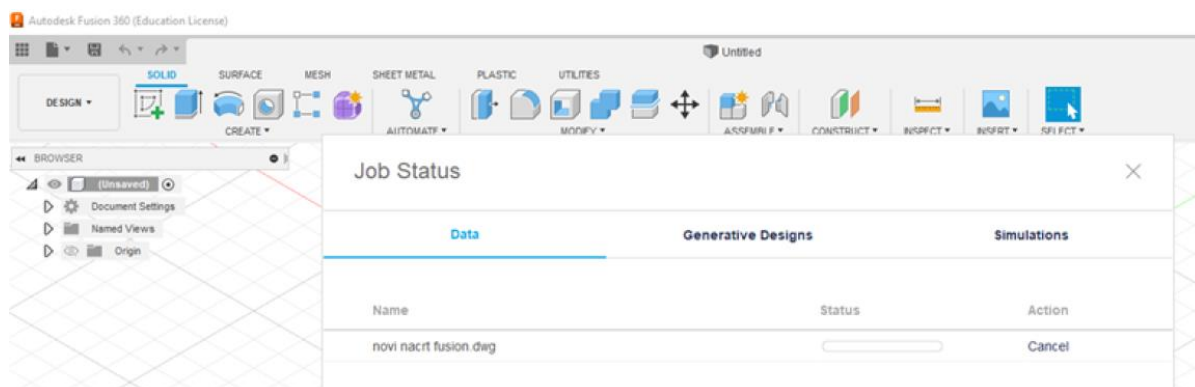 Autodesk Fusion 360 (Education License)
Untitled
SOLID SURFACE MESH SHEET METAL PLASTIC UTILITIES
DESIGN
CREATE AUTOMATE MODIFY ASSEMBLE CONSTRUCT INSPECT INSERT SELECT
BROWSER
(Unsaved)
Document Settings
Named Views
Origin
Job Status
Data Generative Designs Simulations
Name Status Action
novi nacrt fusion.dwg Cancel